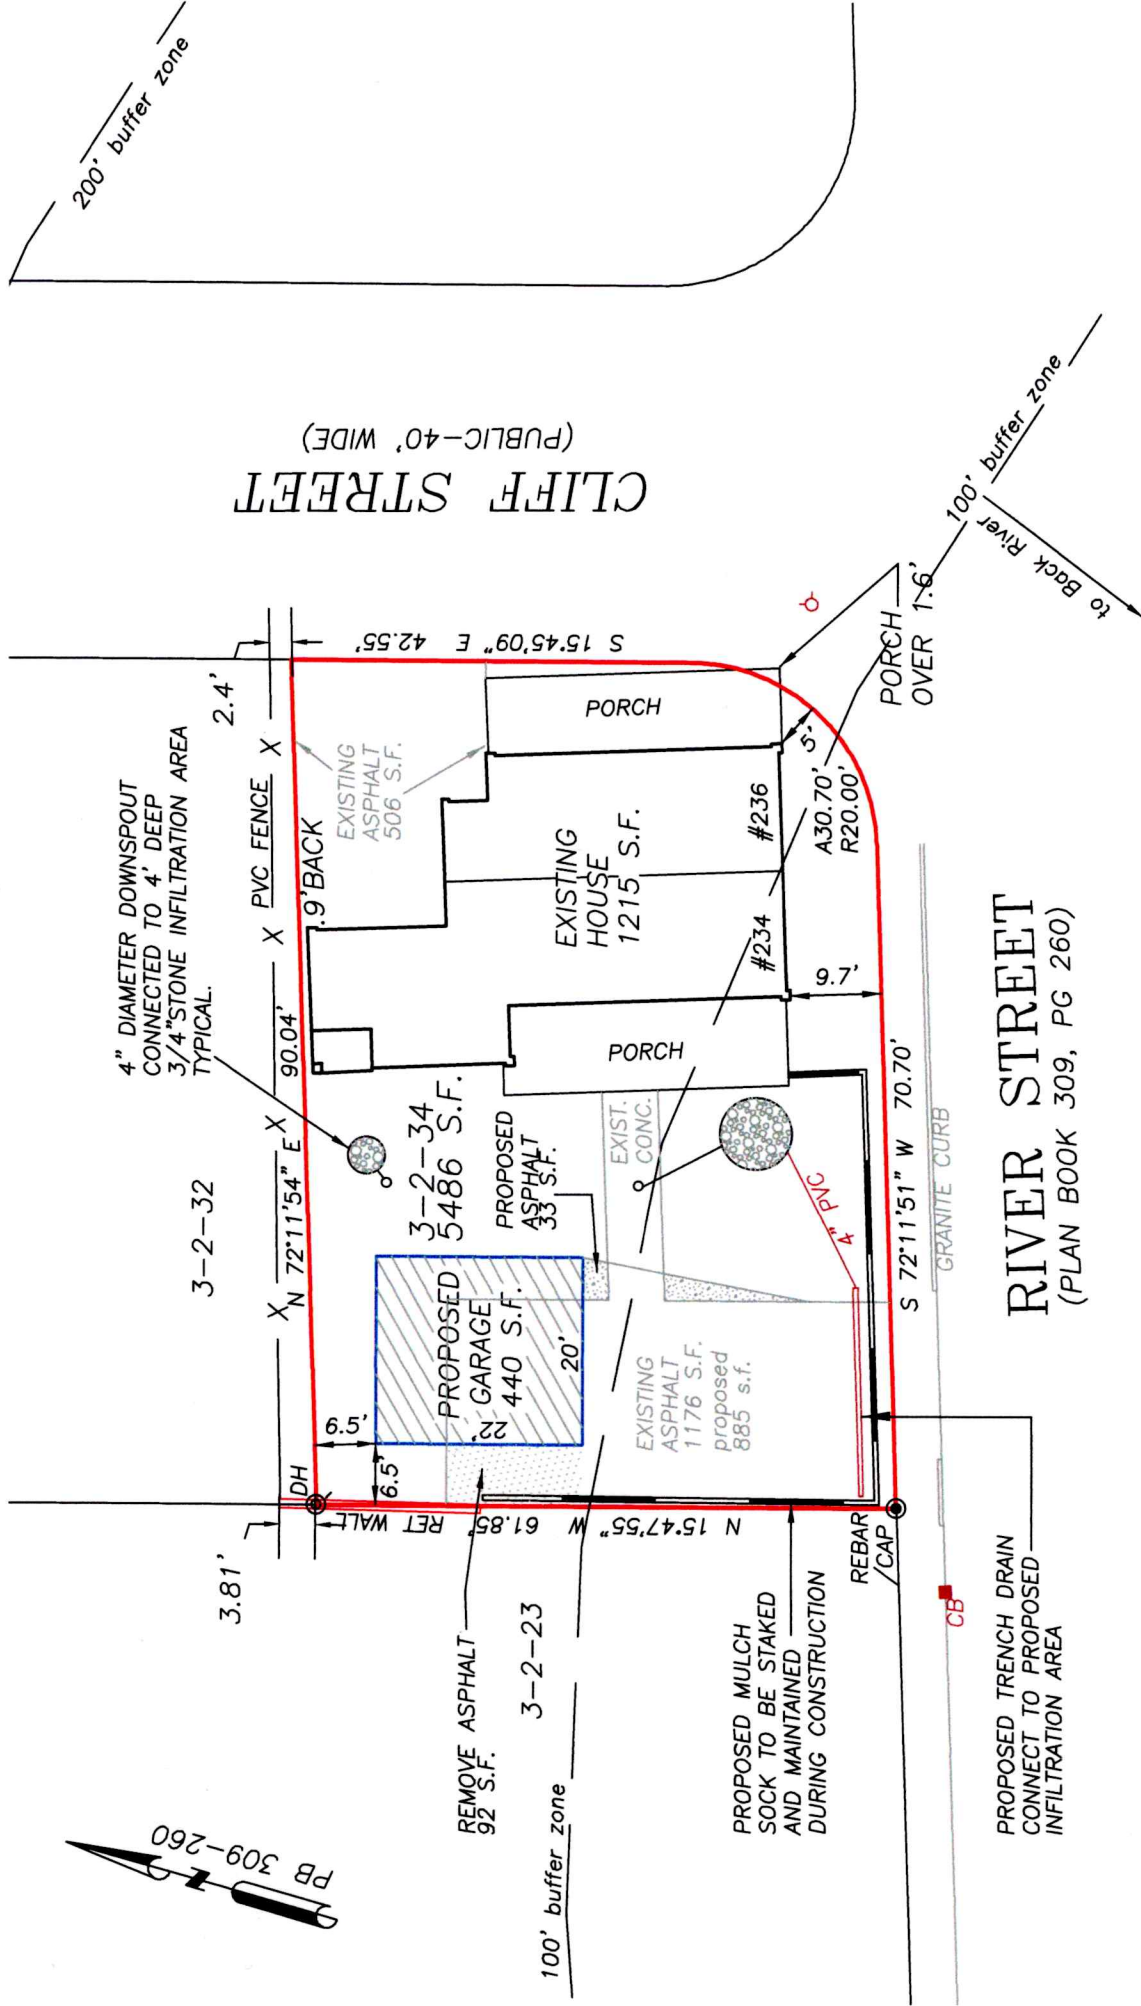 200' buffer zone
CLIFF STREET
(PUBLIC-40' WIDE)
100' buffer zone
to Back River
PORCH
OVER 1.6'
S 15°45'09" E 42.55'
2.4'
4" DIAMETER DOWNSPOUT
CONNECTED TO 4' DEEP
3/4"STONE INFILTRATION AREA
TYPICAL.
X PVC FENCE X
X
X
EXISTING
ASPHALT
506 S.F.
.9'BACK
PORCH
5'
A30.70'
R20.00'
#236
#234
EXISTING
HOUSE
1215 S.F.
9.7'
PORCH
3-2-32
N 72°11'54" E 90.04'
3-2-34
5486 S.F.
PROPOSED
ASPHALT
33 S.F.
EXIST.
CONC.
4" PVC
S 72°11'51" W 70.70'
GRANITE CURB
RIVER STREET
(PLAN BOOK 309, PG 260)
PROPOSED
GARAGE
440 S.F.
22'
20'
6.5'
6.5'
EXISTING
ASPHALT
1176 S.F.
proposed
885 s.f.
DH
3.81'
RET WALL
N 15°47'55" W 61.85'
REBAR
/CAP
CB
3-2-23
REMOVE ASPHALT
92 S.F.
PROPOSED MULCH
SOCK TO BE STAKED
AND MAINTAINED
DURING CONSTRUCTION
PROPOSED TRENCH DRAIN
CONNECT TO PROPOSED
INFILTRATION AREA
100' buffer zone
N
PB 309-260